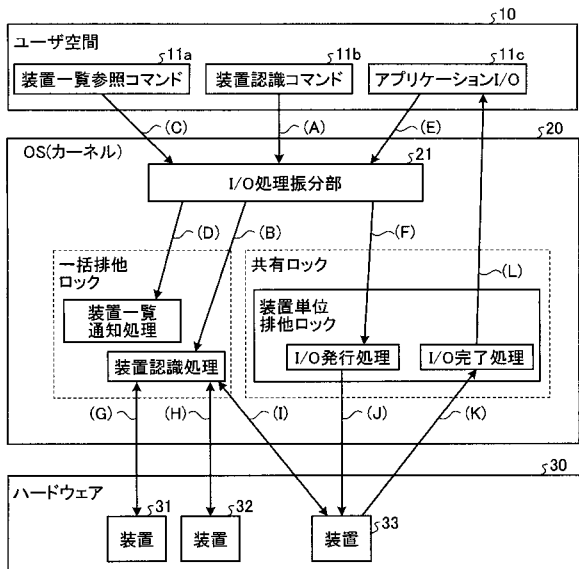 10
ユーザ空間
11a
11b
11c
装置一覧参照コマンド
装置認識コマンド
アプリケーションI/O
(C)
(A)
(E)
20
OS(カーネル)
21
I/O処理振分部
(D)
(B)
(F)
(L)
一括排他
ロック
共有ロック
装置一覧
通知処理
装置単位
排他ロック
装置認識処理
I/O発行処理
I/O完了処理
(G)
(H)
(I)
(J)
(K)
30
ハードウェア
31
32
33
装置
装置
装置